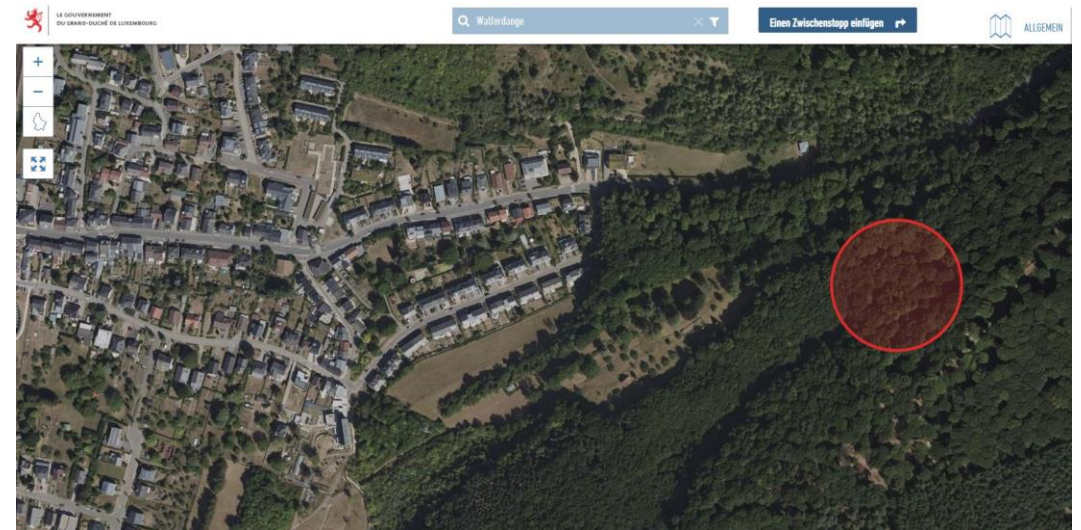 LE GOUVERNEMENT
DU GRAND-DUCHÉ DE LUXEMBOURG
Walferdange
Einen Zwischenstopp einfügen
ALLGEMEIN
+
−